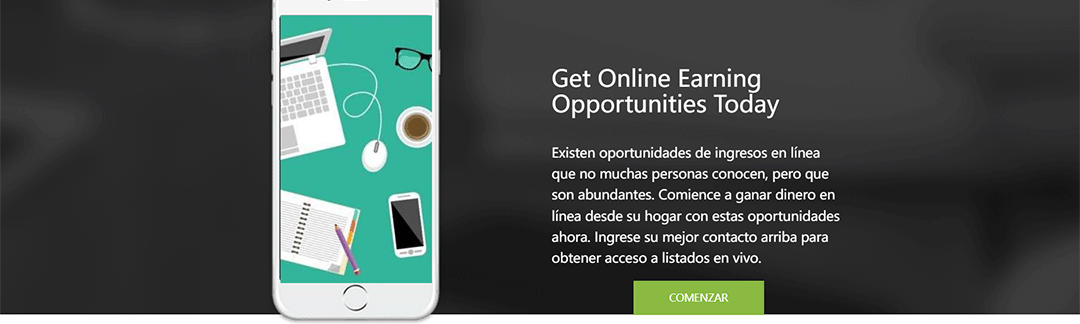 Get Online Earning
Opportunities Today
Existen oportunidades de ingresos en línea
que no muchas personas conocen, pero que
son abundantes. Comience a ganar dinero en
línea desde su hogar con estas oportunidades
ahora. Ingrese su mejor contacto arriba para
obtener acceso a listados en vivo.
COMENZAR